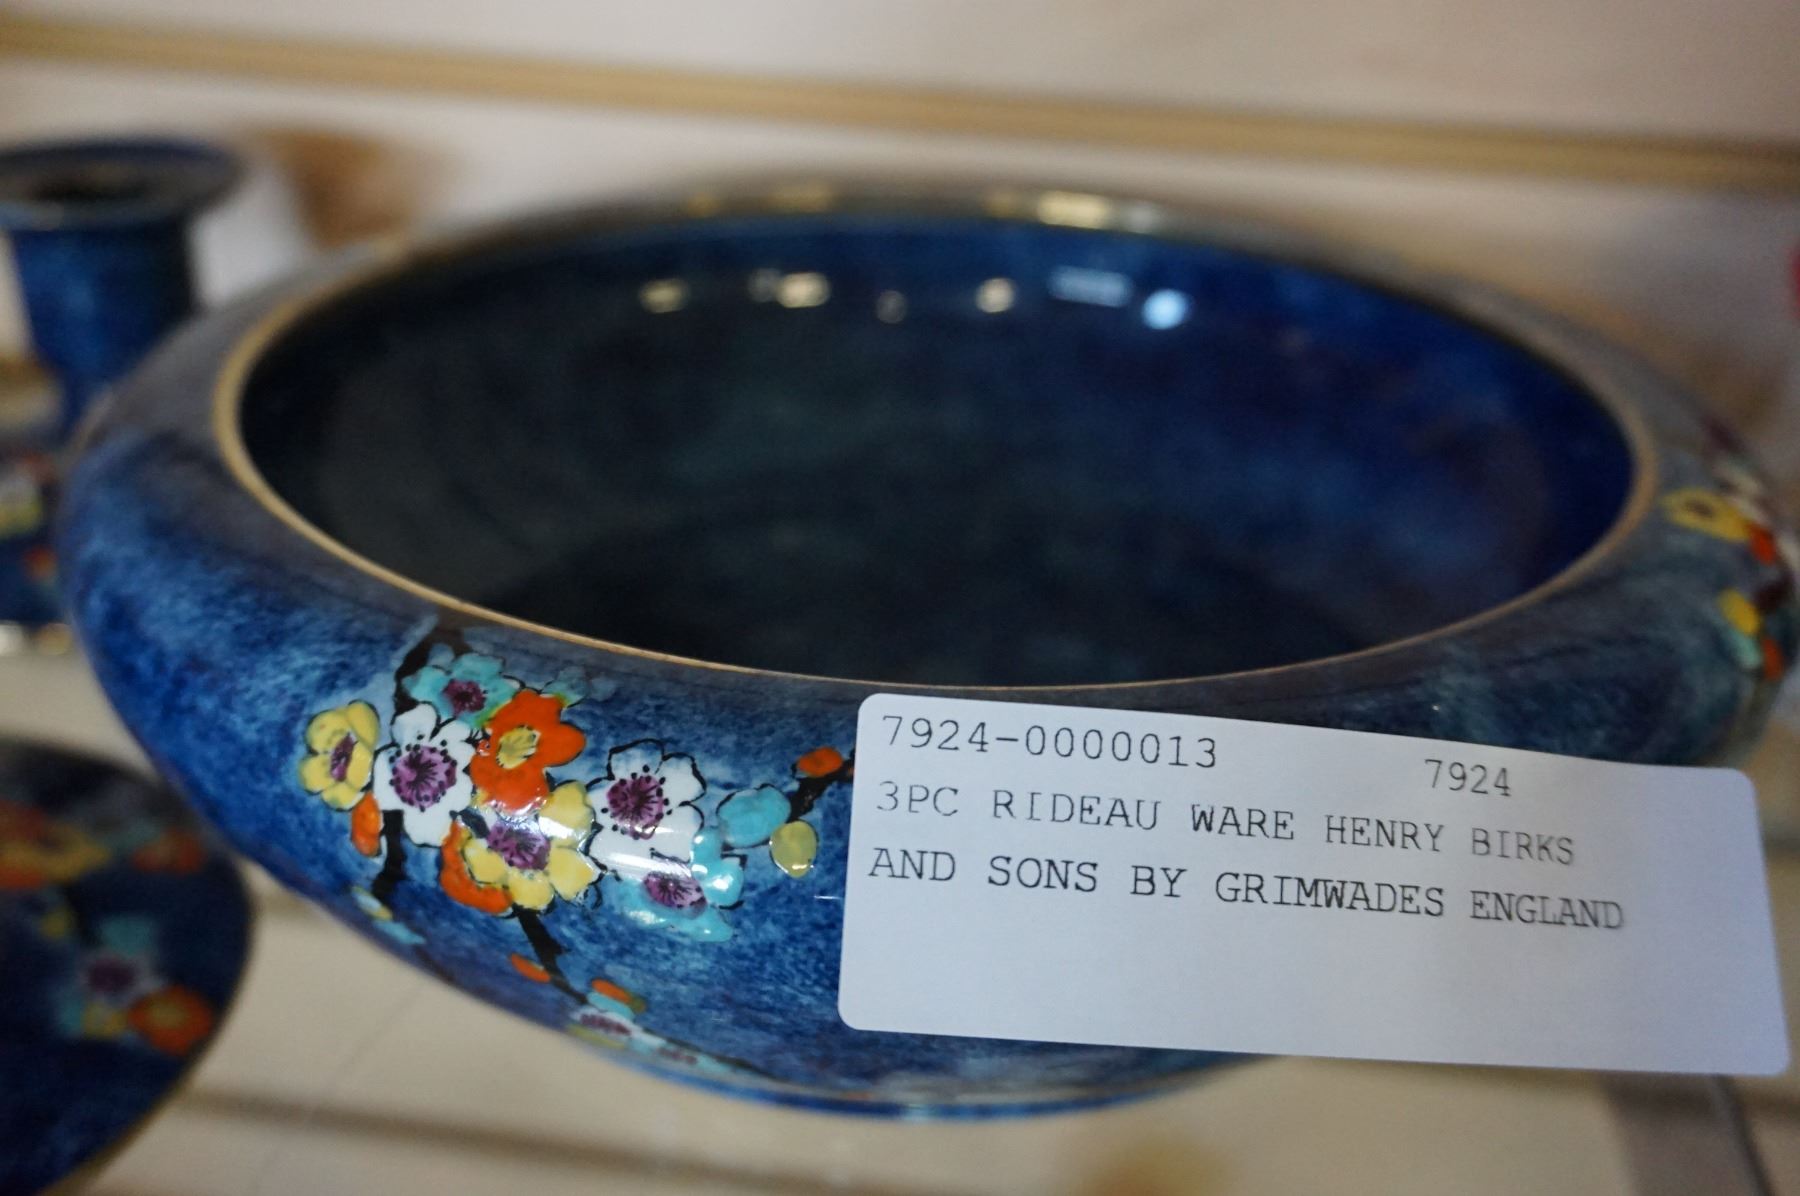 7924-0000013 7924
3PC RIDEAU WARE HENRY BIRKS
AND SONS BY GRIMWADES ENGLAND